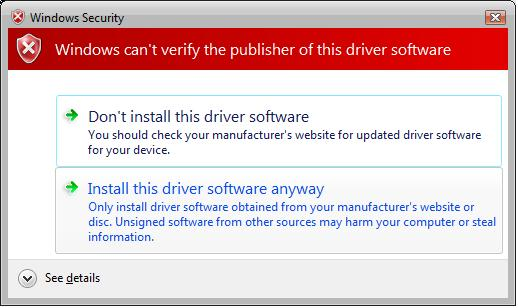 Windows Security
Windows can't verify the publisher of this driver software
Don't install this driver software
You should check your manufacturer's website for updated driver software
for your device.
Install this driver software anyway
Only install driver software obtained from your manufacturer's website or
disc. Unsigned software from other sources may harm your computer or steal
information.
See details